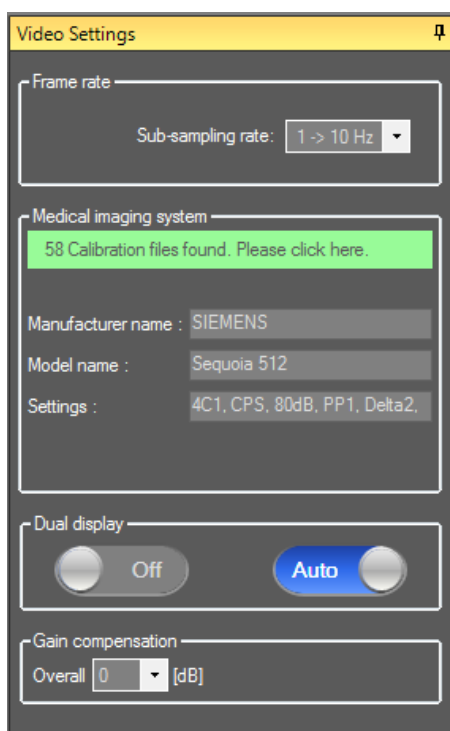 Video Settings
Frame rate
Sub-sampling rate: 1 -> 10 Hz
Medical imaging system
58 Calibration files found. Please click here.
Manufacturer name : SIEMENS
Model name : Sequoia 512
Settings : 4C1, CPS, 80dB, PP1, Delta2,
Dual display
Off Auto
Gain compensation
Overall 0 [dB]